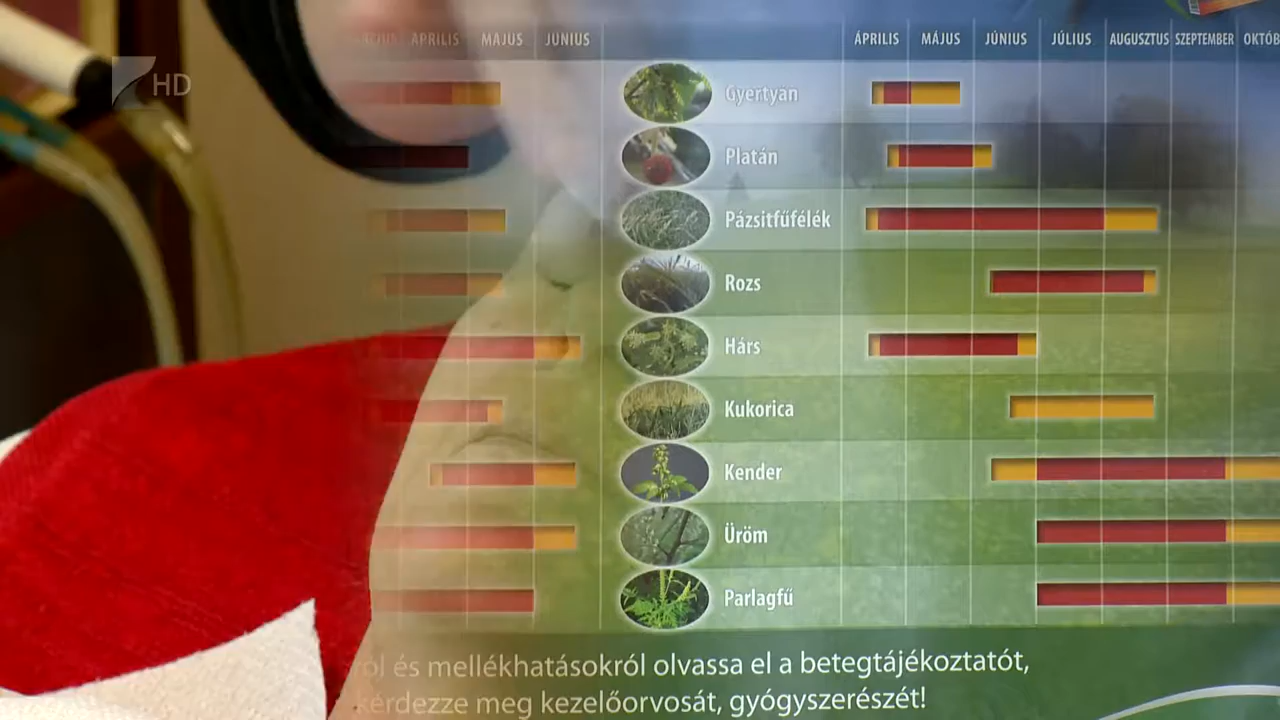 HD
ÁPRILIS MÁJUS JÚNIUS
ÁPRILIS MÁJUS JÚNIUS JÚLIUS AUGUSZTUS SZEPTEMBER OKTÓB
Gyertyán
Platán
Pázsitfűfélék
Rozs
Hárs
Kukorica
Kender
Üröm
Parlagfű
és mellékhatásokról olvassa el a betegtájékoztatót,
kérdezze meg kezelőorvosát, gyógyszerészét!